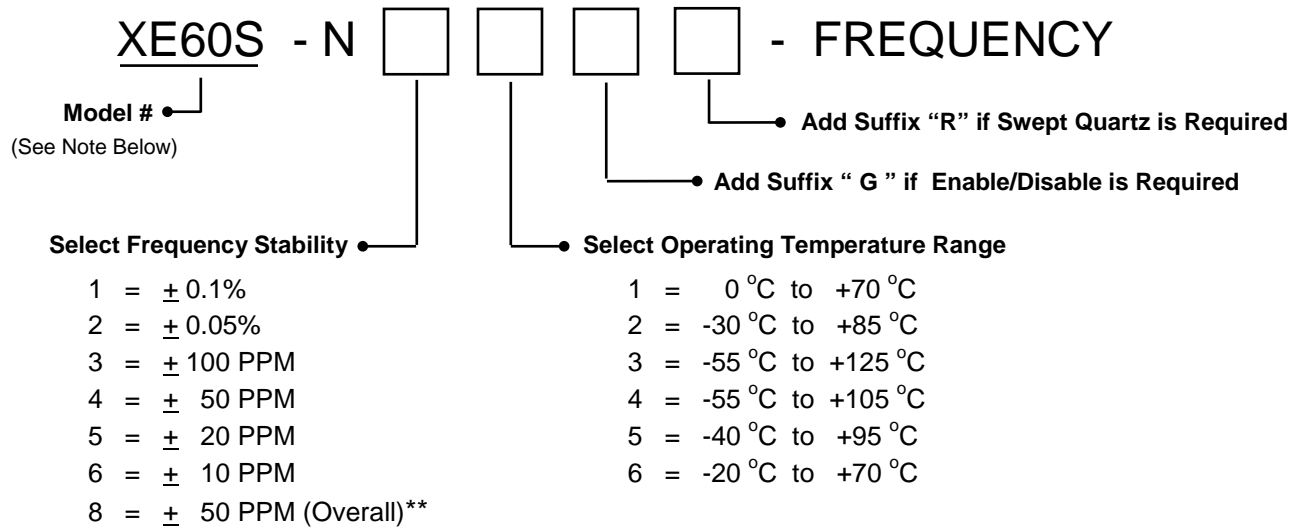 XE60S - N - FREQUENCY
Model #
(See Note Below)
Add Suffix “R” if Swept Quartz is Required
Add Suffix “ G ” if Enable/Disable is Required
Select Frequency Stability
1 = ± 0.1%
2 = ± 0.05%
3 = ± 100 PPM
4 = ± 50 PPM
5 = ± 20 PPM
6 = ± 10 PPM
8 = ± 50 PPM (Overall)**
Select Operating Temperature Range
1 = 0 °C to +70 °C
2 = -30 °C to +85 °C
3 = -55 °C to +125 °C
4 = -55 °C to +105 °C
5 = -40 °C to +95 °C
6 = -20 °C to +70 °C